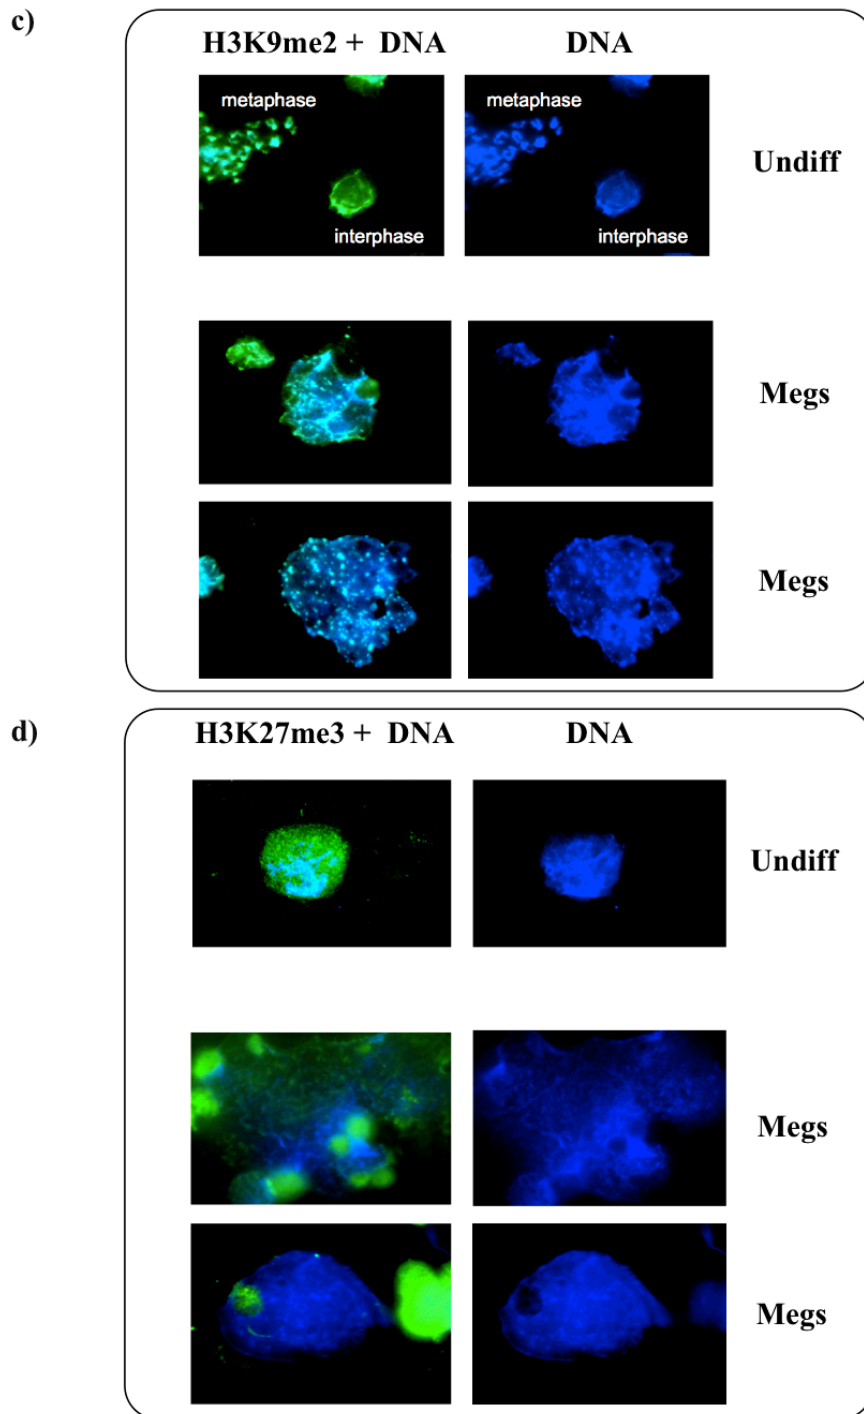 c)
H3K9me2 + DNA DNA
metaphase metaphase
Undiff
interphase interphase
Megs
Megs
d)
H3K27me3 + DNA DNA
Undiff
Megs
Megs